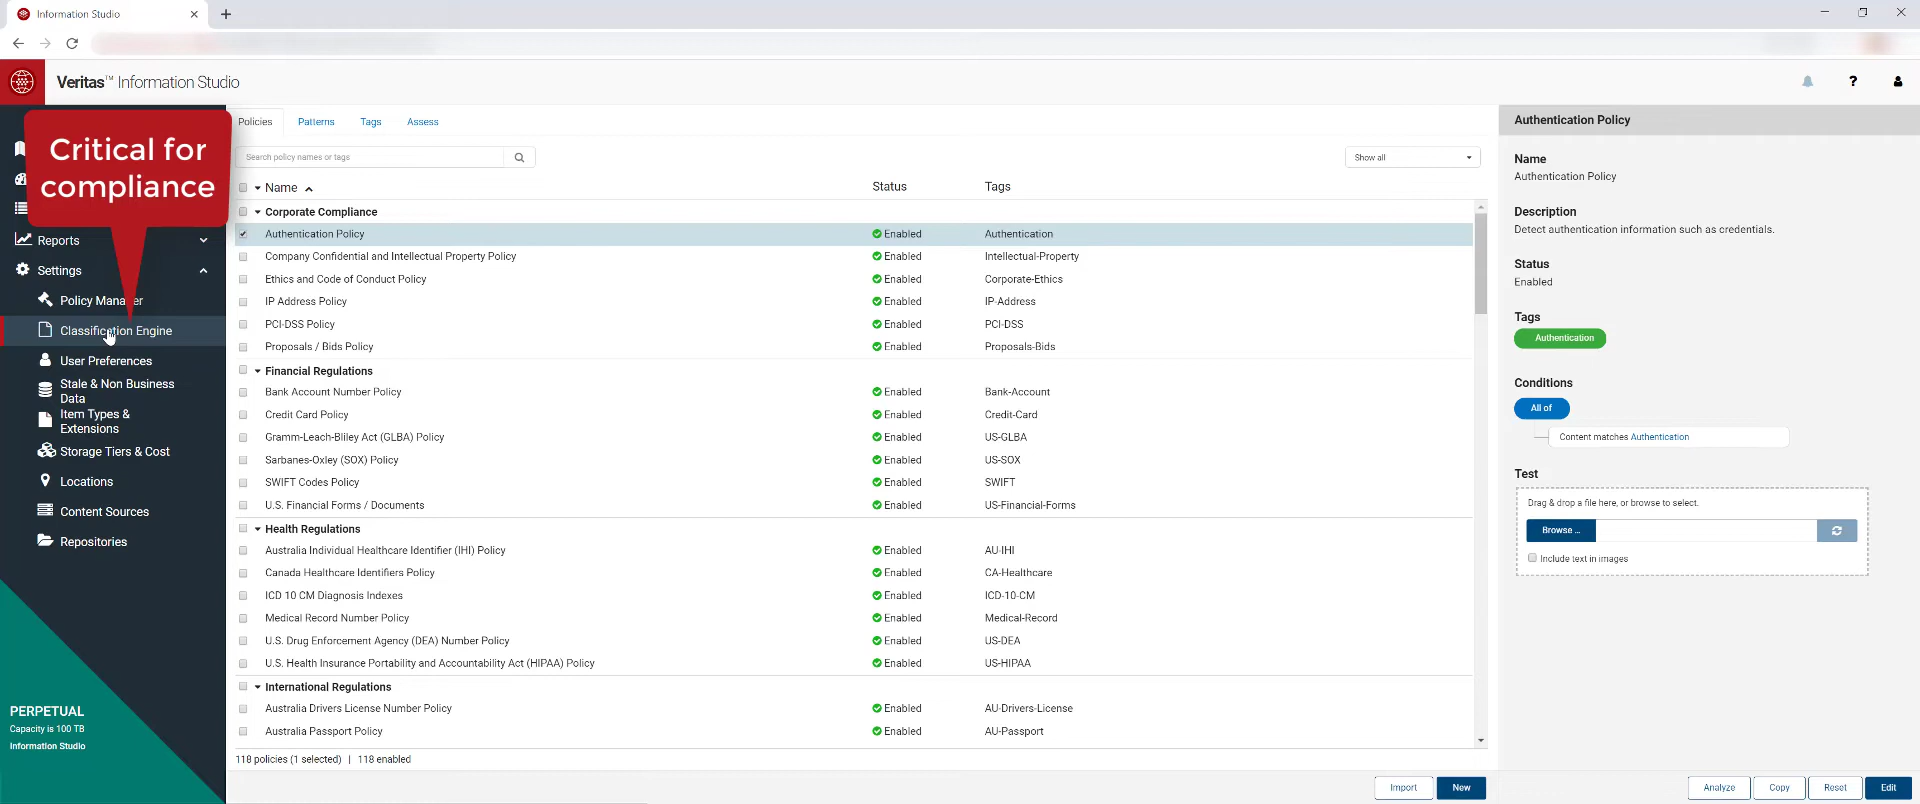 Information Studio
Veritas™ Information Studio
Critical for
compliance
Reports
Settings
Policy Manager
Classification Engine
User Preferences
Stale & Non Business
Data
Item Types &
Extensions
Storage Tiers & Cost
Locations
Content Sources
Repositories
PERPETUAL
Capacity is 100 TB
Information Studio
Policies Patterns Tags Assess
Search policy names or tags
Show all
Name Status Tags
Corporate Compliance
Authentication Policy Enabled Authentication
Company Confidential and Intellectual Property Policy Enabled Intellectual-Property
Ethics and Code of Conduct Policy Enabled Corporate-Ethics
IP Address Policy Enabled IP-Address
PCI-DSS Policy Enabled PCI-DSS
Proposals / Bids Policy Enabled Proposals-Bids
Financial Regulations
Bank Account Number Policy Enabled Bank-Account
Credit Card Policy Enabled Credit-Card
Gramm-Leach-Bliley Act (GLBA) Policy Enabled US-GLBA
Sarbanes-Oxley (SOX) Policy Enabled US-SOX
SWIFT Codes Policy Enabled SWIFT
U.S. Financial Forms / Documents Enabled US-Financial-Forms
Health Regulations
Australia Individual Healthcare Identifier (IHI) Policy Enabled AU-IHI
Canada Healthcare Identifiers Policy Enabled CA-Healthcare
ICD 10 CM Diagnosis Indexes Enabled ICD-10-CM
Medical Record Number Policy Enabled Medical-Record
U.S. Drug Enforcement Agency (DEA) Number Policy Enabled US-DEA
U.S. Health Insurance Portability and Accountability Act (HIPAA) Policy Enabled US-HIPAA
International Regulations
Australia Drivers License Number Policy Enabled AU-Drivers-License
Australia Passport Policy Enabled AU-Passport
118 policies (1 selected) | 118 enabled
Import New
Authentication Policy
Name
Authentication Policy
Description
Detect authentication information such as credentials.
Status
Enabled
Tags
Authentication
Conditions
All of
Content matches Authentication
Test
Drag & drop a file here, or browse to select.
Browse ...
Include text in images
Analyze Copy Reset Edit